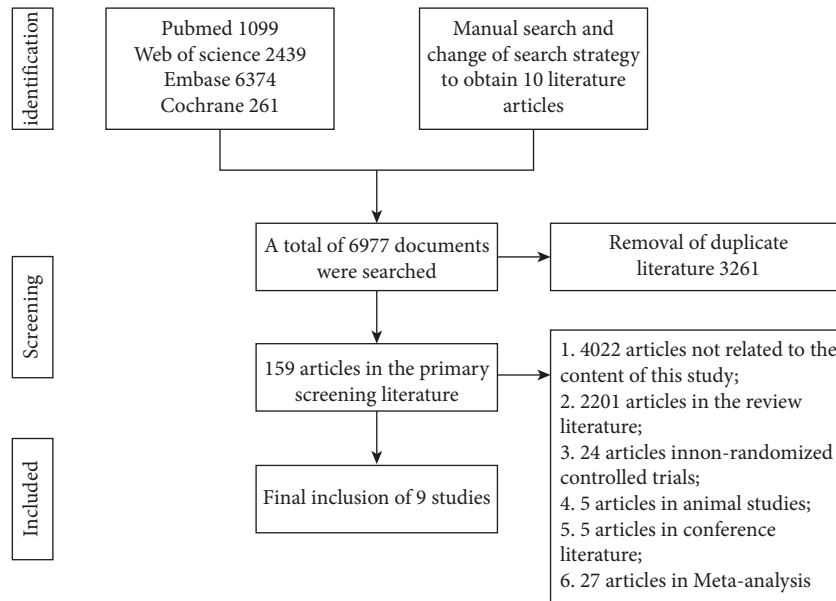 identification
Pubmed 1099
Web of science 2439
Embase 6374
Cochrane 261
Manual search and
change of search strategy
to obtain 10 literature
articles
A total of 6977 documents
were searched
Removal of duplicate
literature 3261
Screening
159 articles in the primary
screening literature
1. 4022 articles not related to the
content of this study;
2. 2201 articles in the review
literature;
3. 24 articles innon-randomized
controlled trials;
4. 5 articles in animal studies;
5. 5 articles in conference
literature;
6. 27 articles in Meta-analysis
Included
Final inclusion of 9 studies